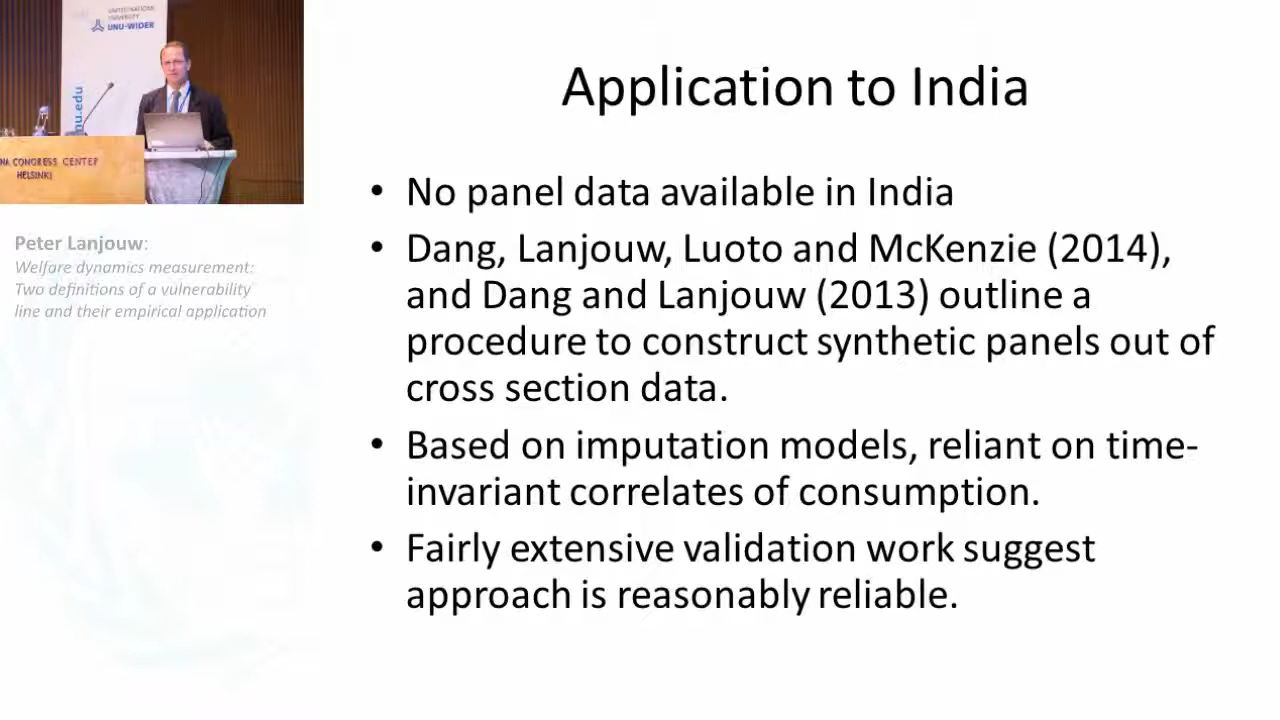 UNITED NATIONS
UNIVERSITY
UNU-WIDER
nu.edu
NA CONGRESS CENTER
HELSINKI
Peter Lanjouw:
Welfare dynamics measurement:
Two definitions of a vulnerability
line and their empirical application
Application to India
• No panel data available in India
• Dang, Lanjouw, Luoto and McKenzie (2014),
and Dang and Lanjouw (2013) outline a
procedure to construct synthetic panels out of
cross section data.
• Based on imputation models, reliant on time-
invariant correlates of consumption.
• Fairly extensive validation work suggest
approach is reasonably reliable.